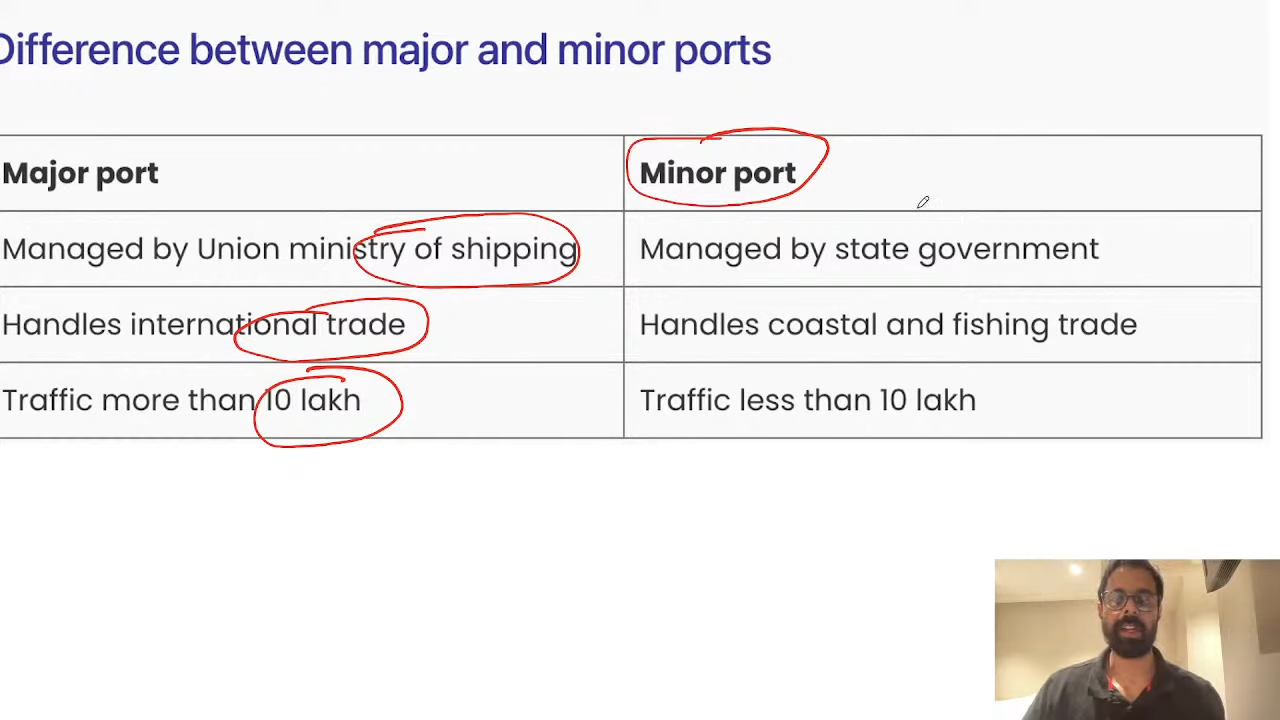 Difference between major and minor ports
Major port
Minor port
Managed by Union ministry of shipping
Managed by state government
Handles international trade
Handles coastal and fishing trade
Traffic more than 10 lakh
Traffic less than 10 lakh